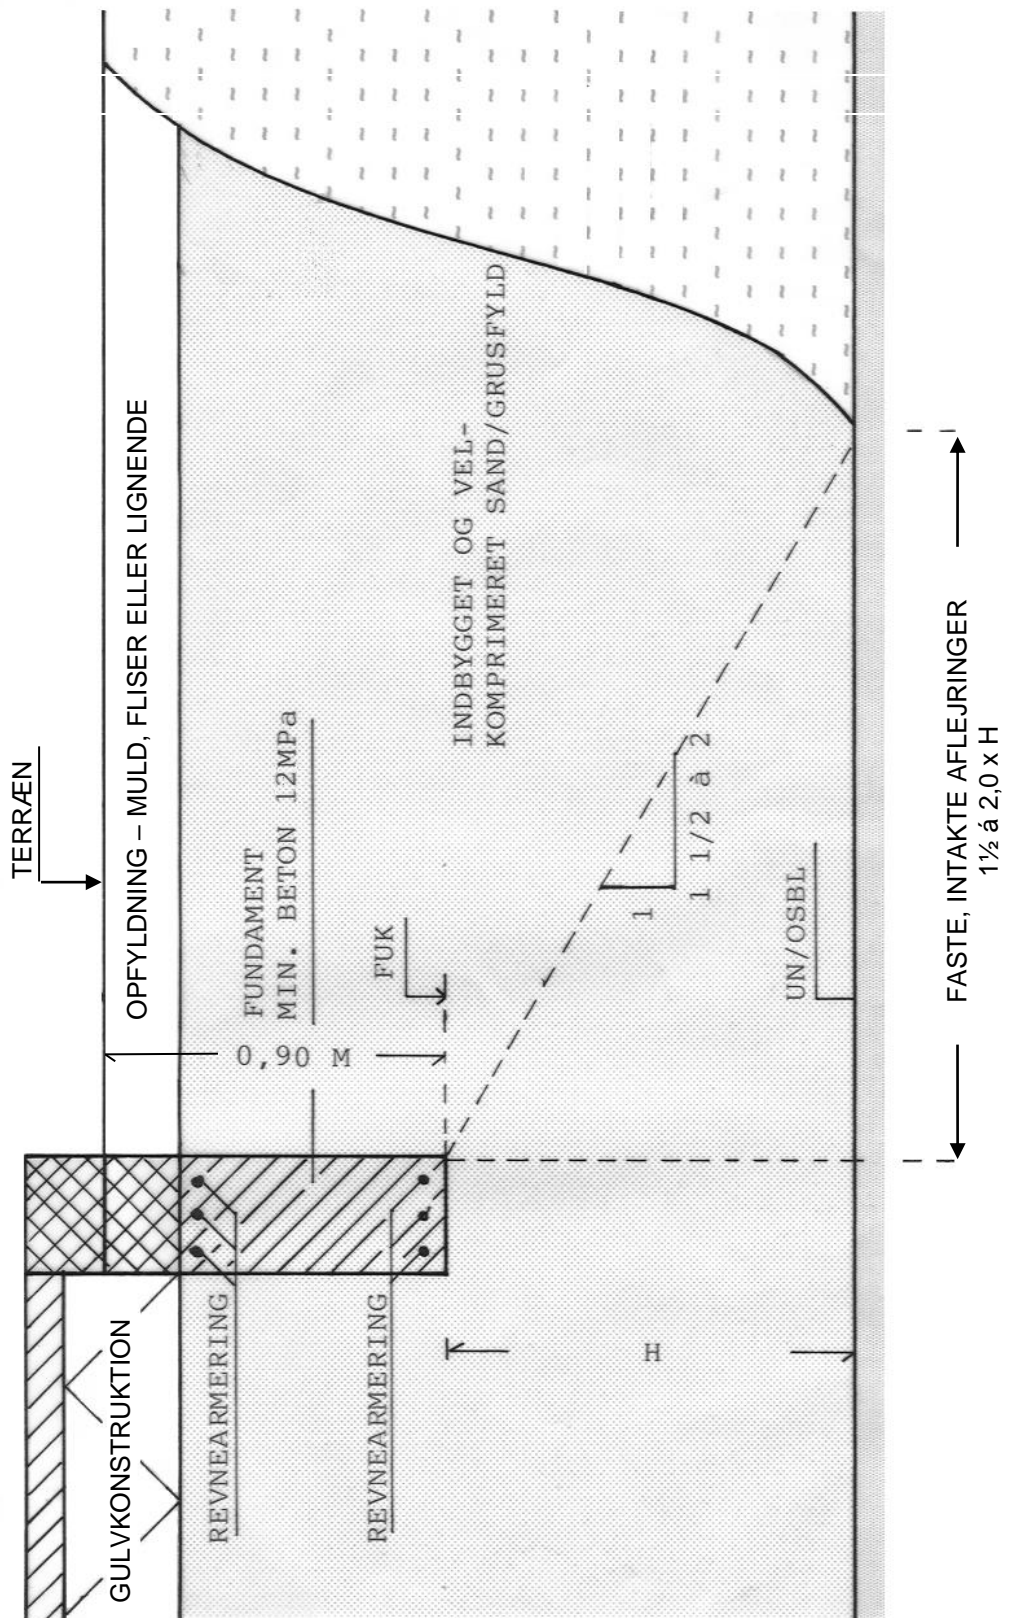 TERRÆN
OPFYLDNING – MULD, FLISER ELLER LIGNENDE
GULVKONSTRUKTION
FUNDAMENT
MIN. BETON 12MPa
REVNEARMERING
0,90 M
FUK
REVNEARMERING
INDBYGGET OG VEL-
KOMPRIMERET SAND/GRUSFYLD
1
1 1/2 à 2
H
UN/OSBL
FASTE, INTAKTE AFLEJRINGER
1½ á 2,0 x H